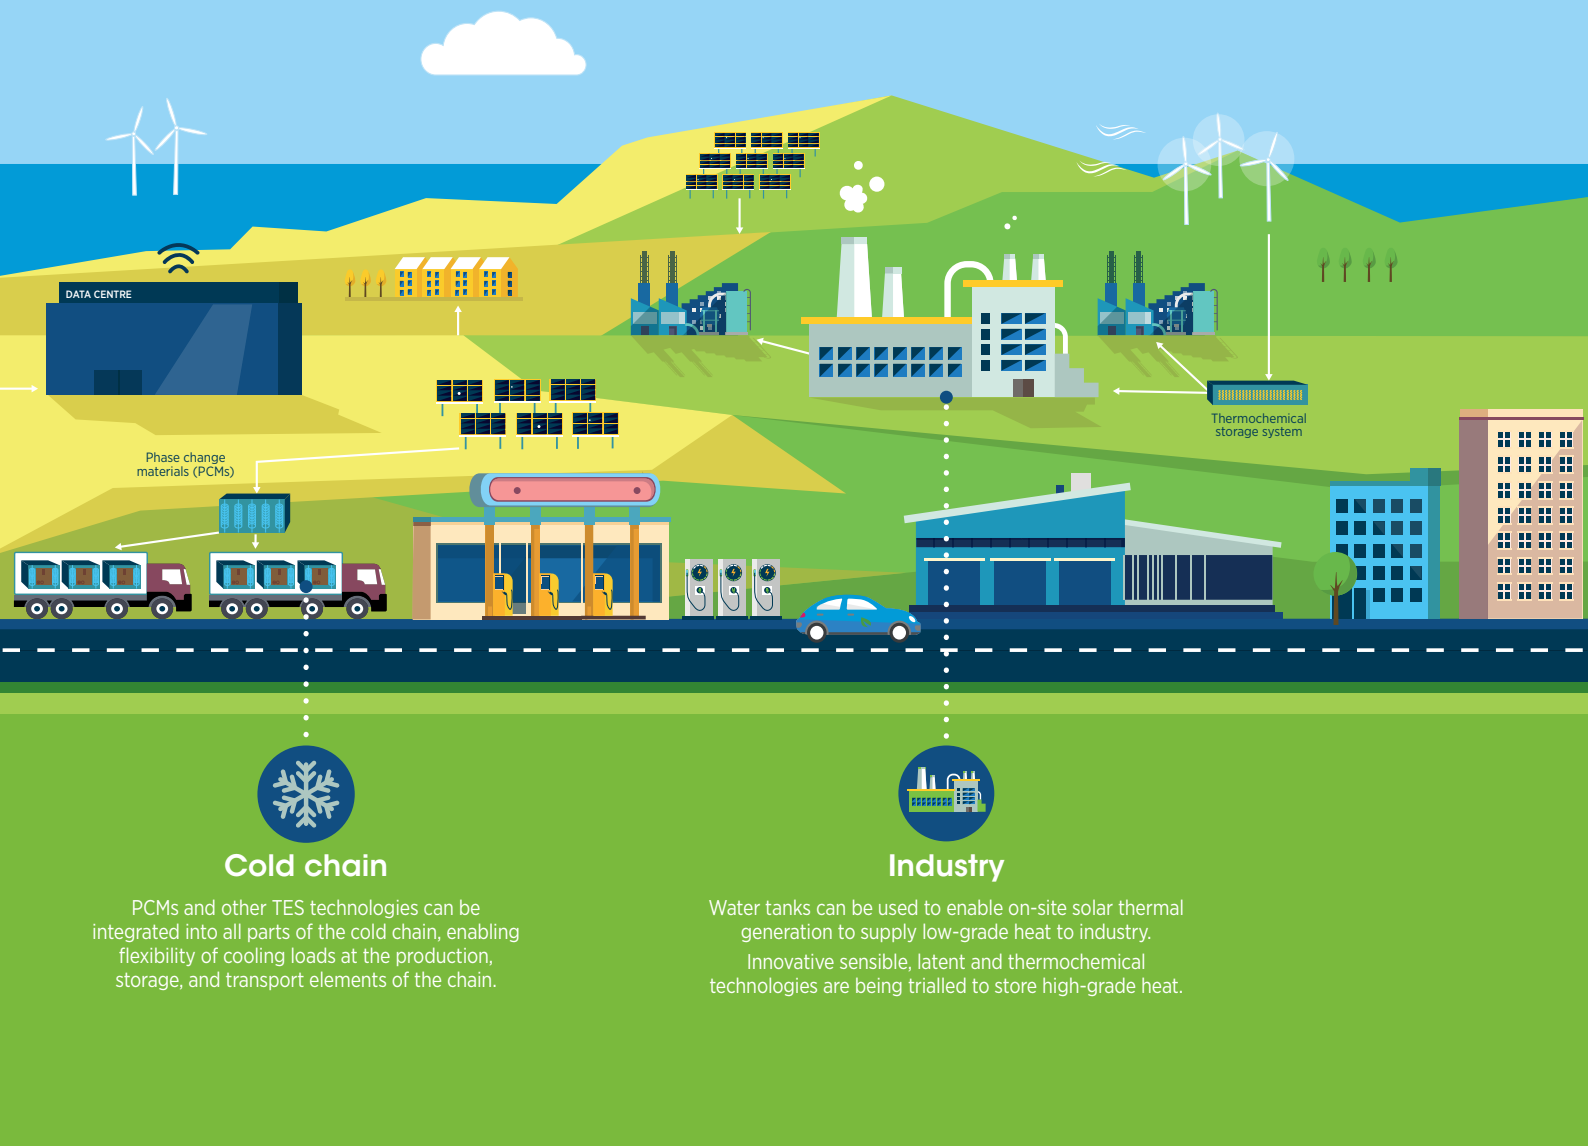 DATA CENTRE
Phase change
materials (PCMs)
Thermochemical
storage system
Cold chain
PCMs and other TES technologies can be
integrated into all parts of the cold chain, enabling
flexibility of cooling loads at the production,
storage, and transport elements of the chain.
Industry
Water tanks can be used to enable on-site solar thermal
generation to supply low-grade heat to industry.
Innovative sensible, latent and thermochemical
technologies are being trialled to store high-grade heat.